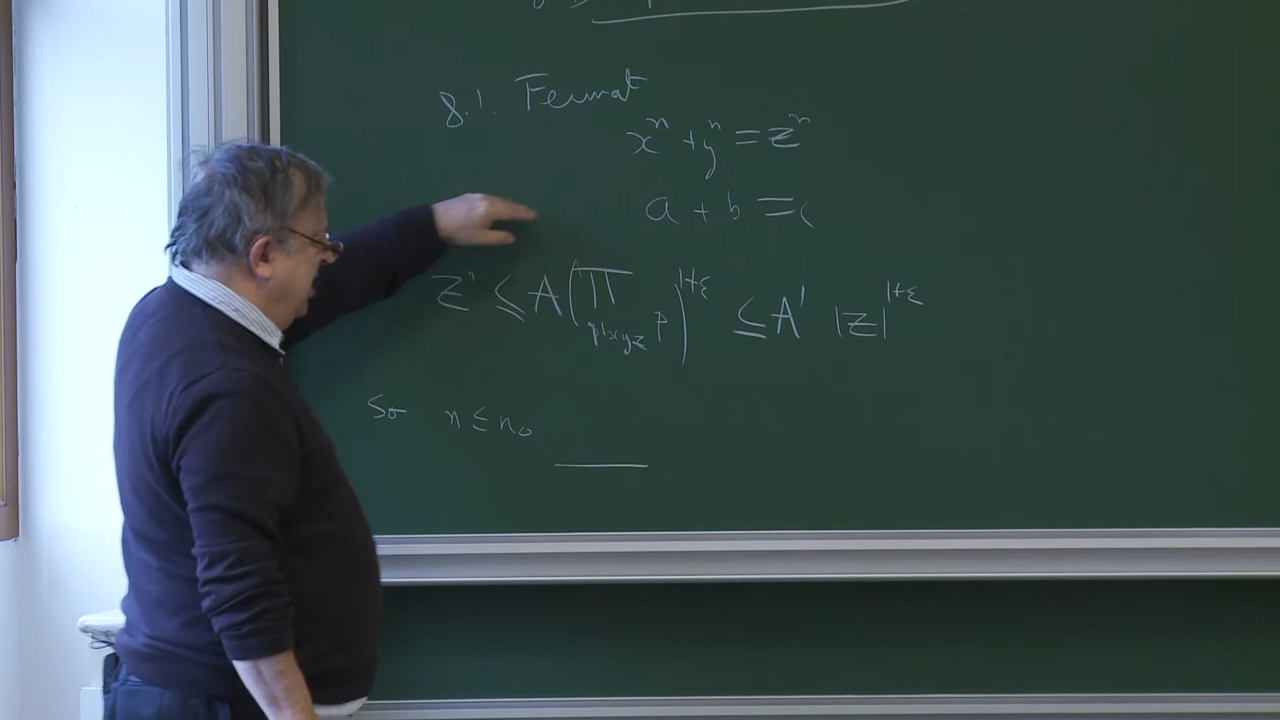 8.1. Fermat
xⁿ + yⁿ = zⁿ
a + b = c
zⁿ ≤ A(∏_{p|xyz} p)^{1+ε} ≤ A' |z|^{1+ε}
So n ≤ n₀